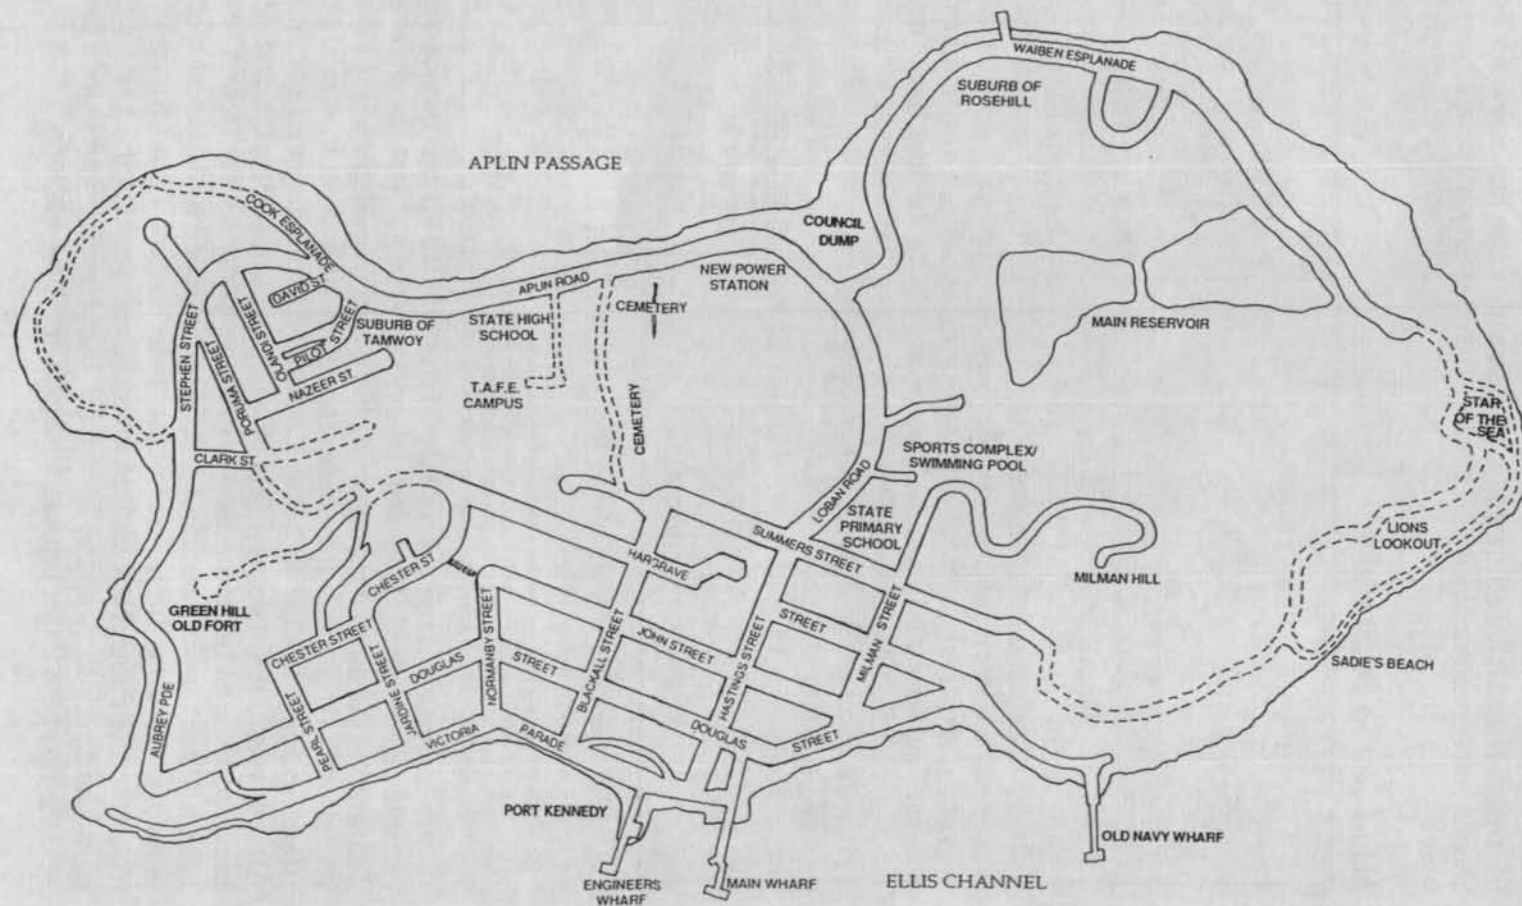 WAIBEN ESPLANADE
SUBURB OF
ROSEHILL
APLIN PASSAGE
COOK ESPLANADE
COUNCIL
DUMP
NEW POWER
STATION
APLIN ROAD
CEMETERY
DAVID ST.
STATE HIGH
SCHOOL
SUBURB OF
TAMWOY
PILOT STREET
OLANDI STREET
MAIN RESERVOIR
STEPHEN STREET
PORUMA STREET
NAZEER ST.
T.A.F.E.
CAMPUS
CEMETERY
STAR
OF THE
SEA
CLARK ST.
SPORTS COMPLEX/
SWIMMING POOL
LOBAN ROAD
STATE
PRIMARY
SCHOOL
SUMMERS STREET
LIONS
LOOKOUT
MILMAN HILL
HARGRAVE
STREET
CHESTER ST.
GREEN HILL
OLD FORT
CHESTER STREET
NORMANBY STREET
JOHN STREET
MILMAN STREET
HASTINGS STREET
BLACKALL STREET
SADIE'S BEACH
DOUGLAS
STREET
JARDINE STREET
PEARL STREET
AUBREY PDE
VICTORIA
PARADE
DOUGLAS
STREET
PORT KENNEDY
OLD NAVY WHARF
ENGINEERS
WHARF
MAIN WHARF
ELLIS CHANNEL